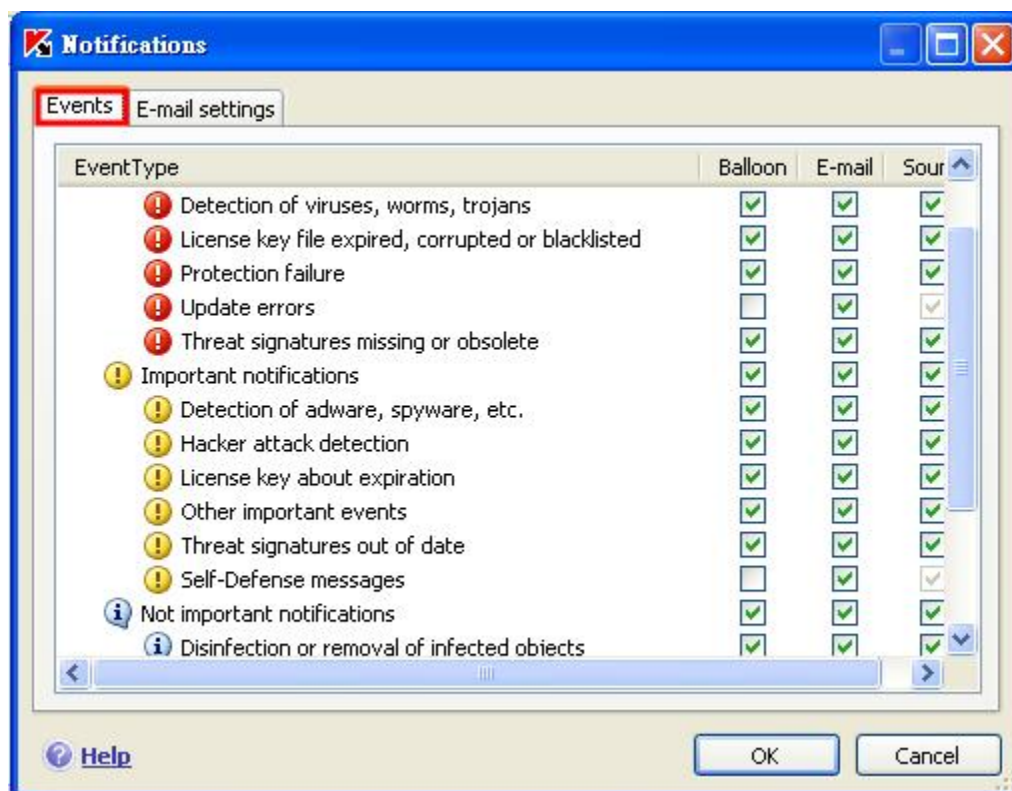 Notifications
Events E-mail settings
EventType Balloon E-mail Sour
Detection of viruses, worms, trojans
License key file expired, corrupted or blacklisted
Protection failure
Update errors
Threat signatures missing or obsolete
Important notifications
Detection of adware, spyware, etc.
Hacker attack detection
License key about expiration
Other important events
Threat signatures out of date
Self-Defense messages
Not important notifications
Disinfection or removal of infected objects
Help OK Cancel